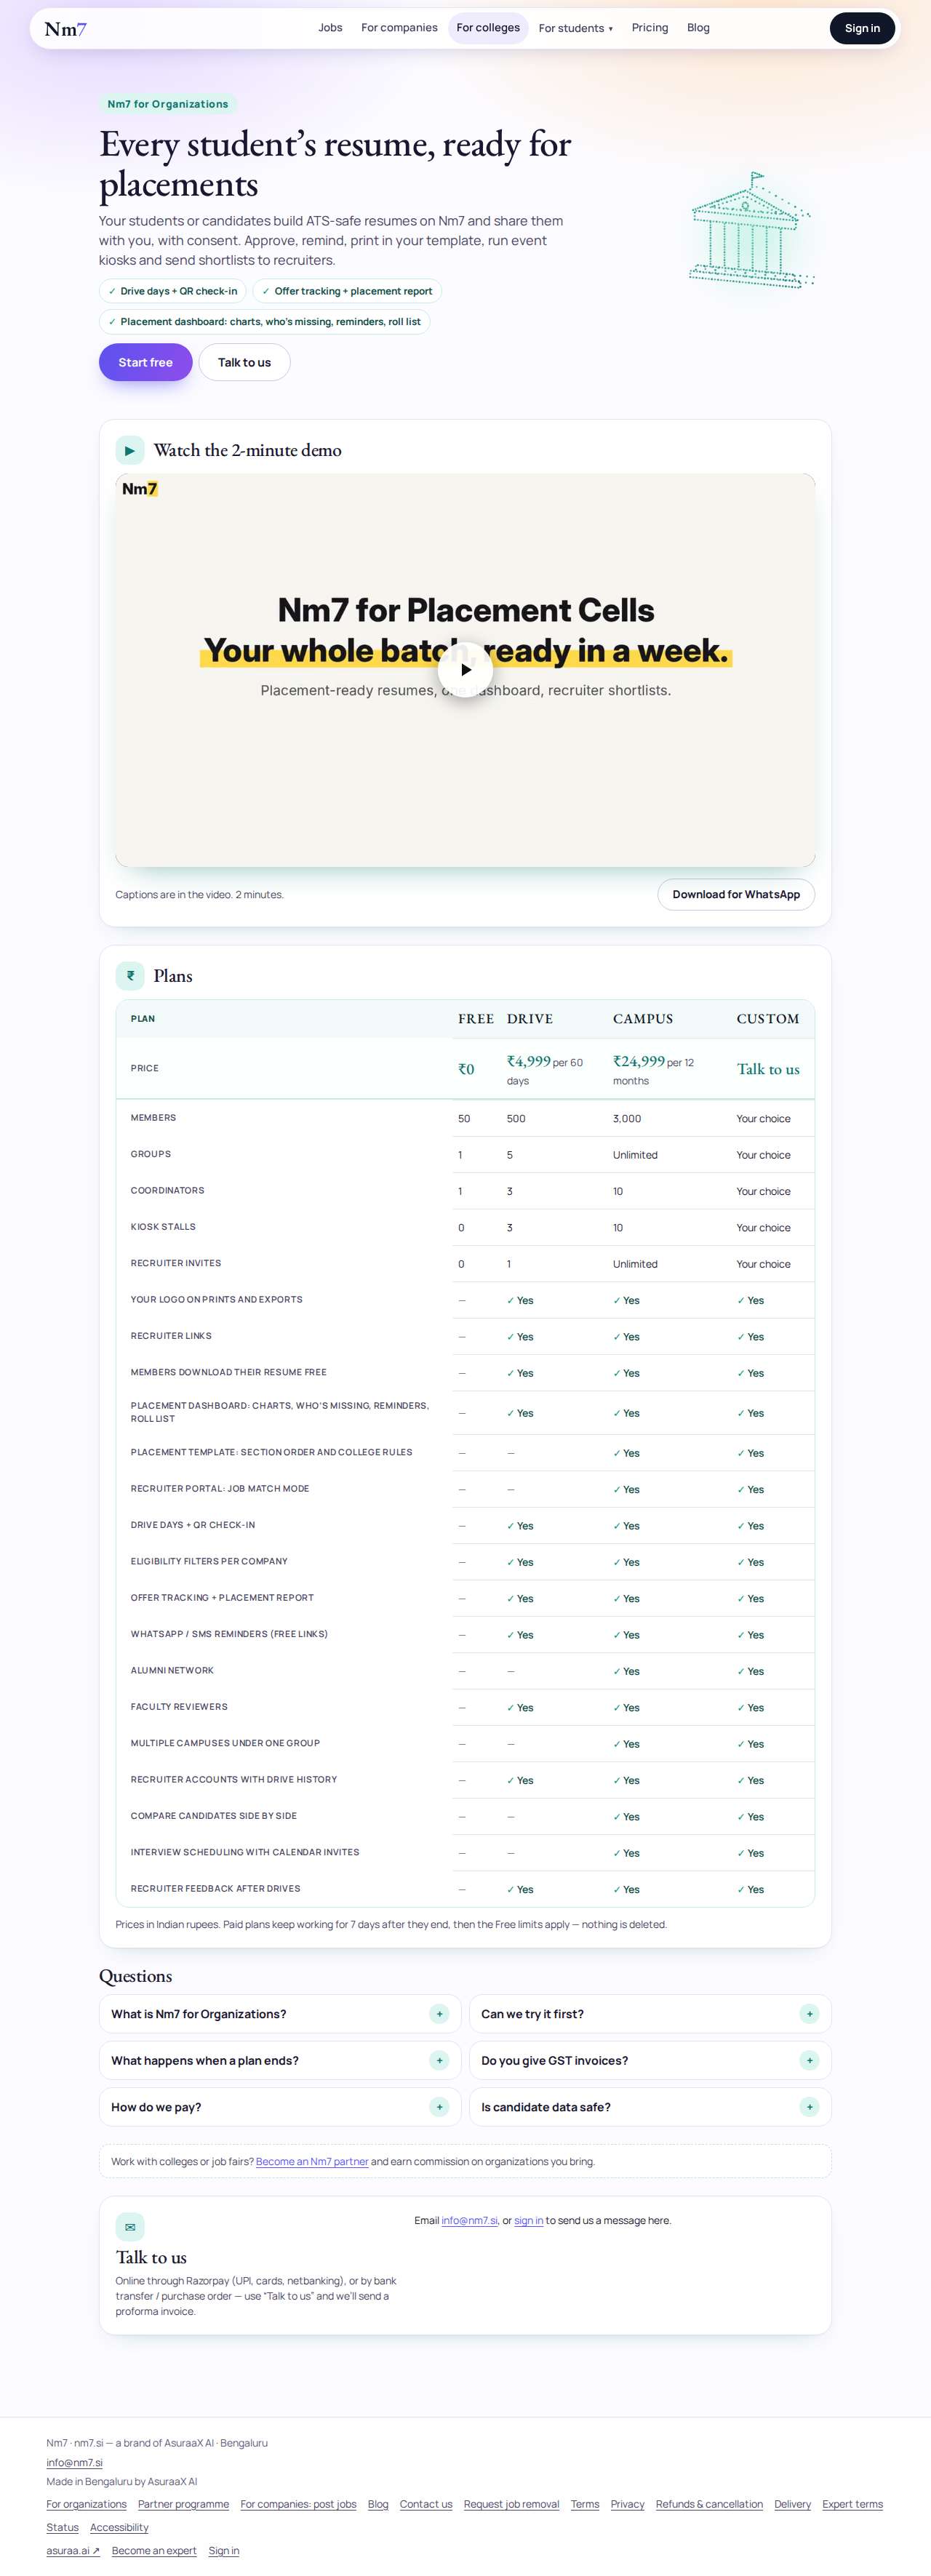 Nm7
Jobs For companies For colleges For students ▾ Pricing Blog
Sign in
Nm7 for Organizations
Every student’s resume, ready for
placements
Your students or candidates build ATS-safe resumes on Nm7 and share them
with you, with consent. Approve, remind, print in your template, run event
kiosks and send shortlists to recruiters.
✓ Drive days + QR check-in ✓ Offer tracking + placement report
✓ Placement dashboard: charts, who's missing, reminders, roll list
Start free Talk to us
Watch the 2-minute demo
Nm7
Nm7 for Placement Cells
Your whole batch, ready in a week.
Placement-ready resumes, one dashboard, recruiter shortlists.
Captions are in the video. 2 minutes.
Download for WhatsApp
₹ Plans
PLAN FREE DRIVE CAMPUS CUSTOM
PRICE ₹0 ₹4,999 per 60 days ₹24,999 per 12 months Talk to us
MEMBERS 50 500 3,000 Your choice
GROUPS 1 5 Unlimited Your choice
COORDINATORS 1 3 10 Your choice
KIOSK STALLS 0 3 10 Your choice
RECRUITER INVITES 0 1 Unlimited Your choice
YOUR LOGO ON PRINTS AND EXPORTS — ✓ Yes ✓ Yes ✓ Yes
RECRUITER LINKS — ✓ Yes ✓ Yes ✓ Yes
MEMBERS DOWNLOAD THEIR RESUME FREE — ✓ Yes ✓ Yes ✓ Yes
PLACEMENT DASHBOARD: CHARTS, WHO'S MISSING, REMINDERS,
ROLL LIST — ✓ Yes ✓ Yes ✓ Yes
PLACEMENT TEMPLATE: SECTION ORDER AND COLLEGE RULES — — ✓ Yes ✓ Yes
RECRUITER PORTAL: JOB MATCH MODE — — ✓ Yes ✓ Yes
DRIVE DAYS + QR CHECK-IN — ✓ Yes ✓ Yes ✓ Yes
ELIGIBILITY FILTERS PER COMPANY — ✓ Yes ✓ Yes ✓ Yes
OFFER TRACKING + PLACEMENT REPORT — ✓ Yes ✓ Yes ✓ Yes
WHATSAPP / SMS REMINDERS (FREE LINKS) — ✓ Yes ✓ Yes ✓ Yes
ALUMNI NETWORK — — ✓ Yes ✓ Yes
FACULTY REVIEWERS — ✓ Yes ✓ Yes ✓ Yes
MULTIPLE CAMPUSES UNDER ONE GROUP — — ✓ Yes ✓ Yes
RECRUITER ACCOUNTS WITH DRIVE HISTORY — ✓ Yes ✓ Yes ✓ Yes
COMPARE CANDIDATES SIDE BY SIDE — — ✓ Yes ✓ Yes
INTERVIEW SCHEDULING WITH CALENDAR INVITES — — ✓ Yes ✓ Yes
RECRUITER FEEDBACK AFTER DRIVES — ✓ Yes ✓ Yes ✓ Yes
Prices in Indian rupees. Paid plans keep working for 7 days after they end, then the Free limits apply — nothing is deleted.
Questions
What is Nm7 for Organizations? + Can we try it first? +
What happens when a plan ends? + Do you give GST invoices? +
How do we pay? + Is candidate data safe? +
Work with colleges or job fairs? Become an Nm7 partner and earn commission on organizations you bring.
Talk to us
Online through Razorpay (UPI, cards, netbanking), or by bank
transfer / purchase order — use “Talk to us” and we’ll send a
proforma invoice.
Email info@nm7.si, or sign in to send us a message here.
Nm7 · nm7.si — a brand of AsuraaX AI · Bengaluru
info@nm7.si
Made in Bengaluru by AsuraaX AI
For organizations Partner programme For companies: post jobs Blog Contact us Request job removal Terms Privacy Refunds & cancellation Delivery Expert terms
Status Accessibility
asuraa.ai ↗ Become an expert Sign in